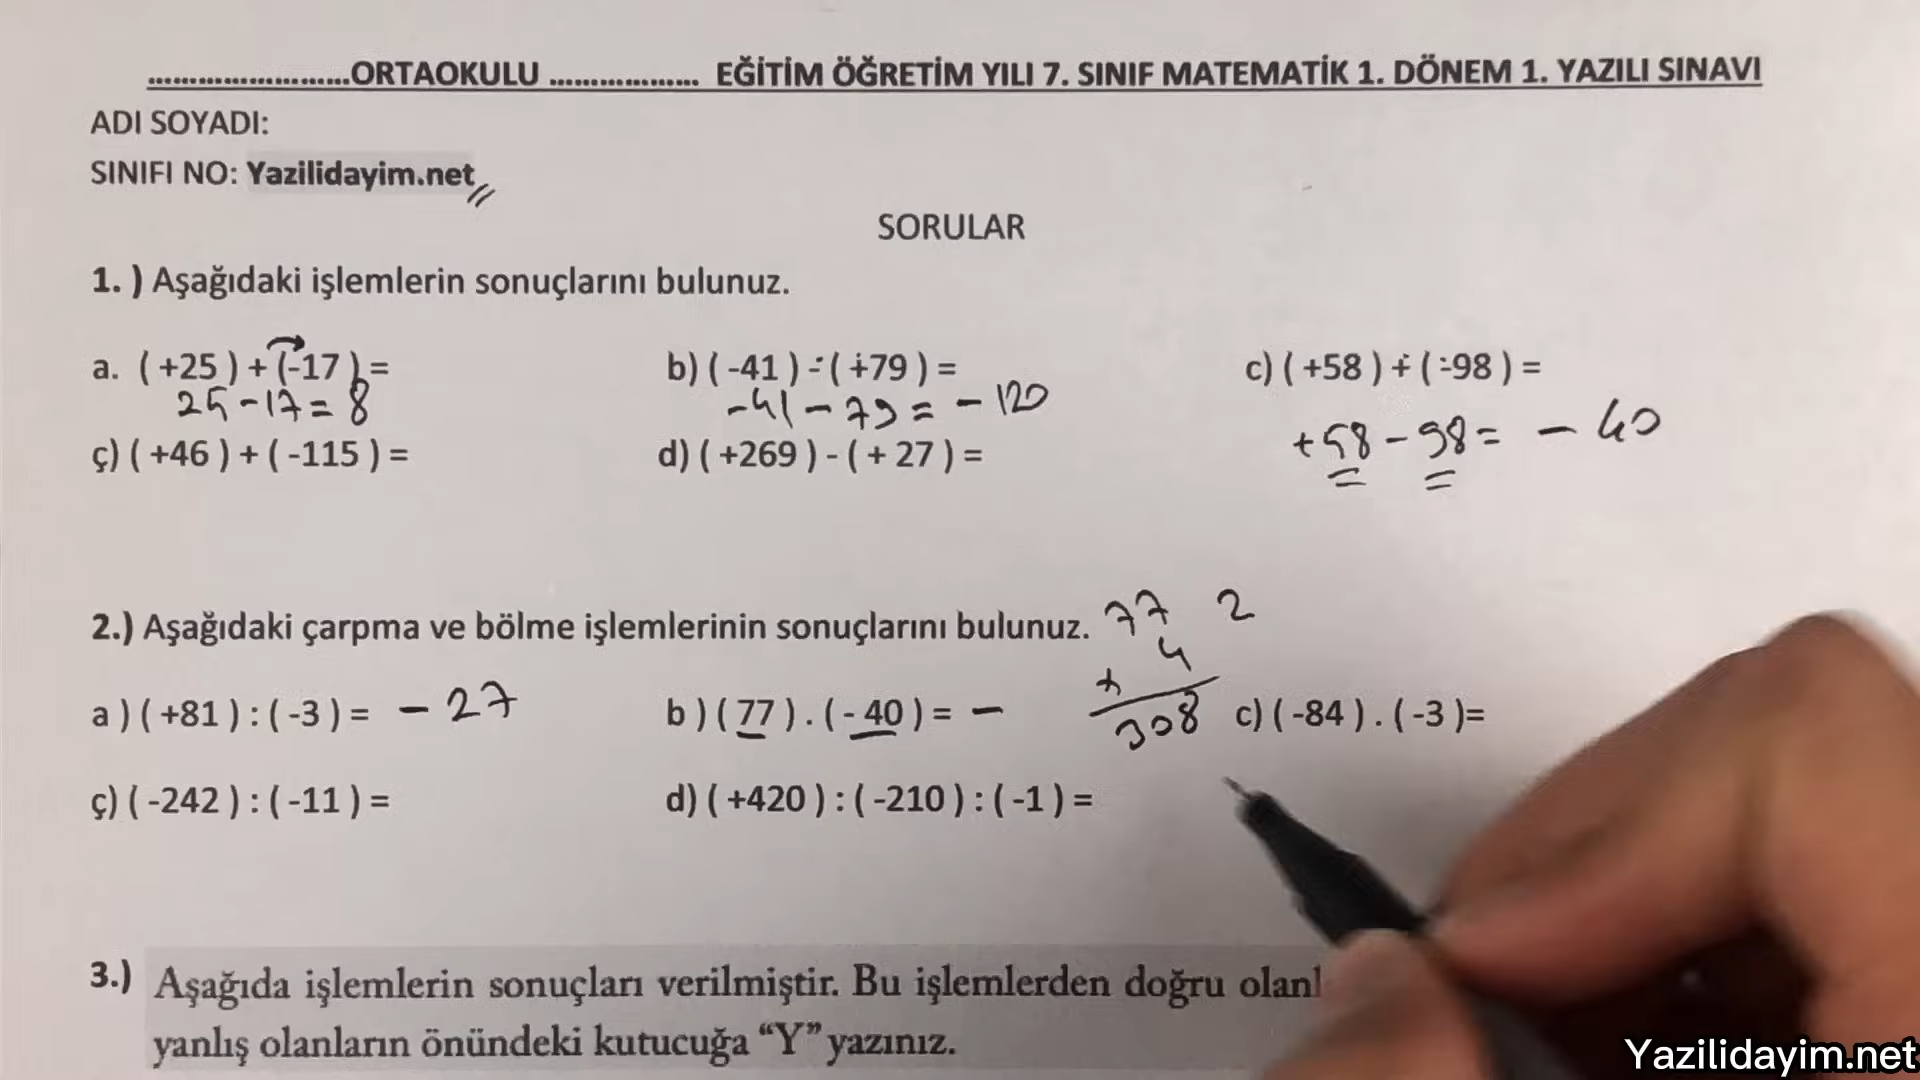 ........................ORTAOKULU .................. EĞİTİM ÖĞRETİM YILI 7. SINIF MATEMATİK 1. DÖNEM 1. YAZILI SINAVI
ADI SOYADI:
SINIFI NO: Yazilidayim.net
SORULAR
1. ) Aşağıdaki işlemlerin sonuçlarını bulunuz.
a. ( +25 ) + ( -17 ) = b) ( -41 ) - ( +79 ) = c) ( +58 ) + ( -98 ) =
25 - 17 = 8 -41 - 79 = - 120 +58 - 98 = - 40
ç) ( +46 ) + ( -115 ) = d) ( +269 ) - ( + 27 ) =
2.) Aşağıdaki çarpma ve bölme işlemlerinin sonuçlarını bulunuz. 77 2
4
x
a ) ( +81 ) : ( -3 ) = - 27 b ) ( 77 ) . ( - 40 ) = - 308 c) ( -84 ) . ( -3 )=
ç) ( -242 ) : ( -11 ) = d) ( +420 ) : ( -210 ) : ( -1 ) =
3.) Aşağıda işlemlerin sonuçları verilmiştir. Bu işlemlerden doğru olanl
yanlış olanların önündeki kutucuğa “Y” yazınız.
Yazilidayim.net